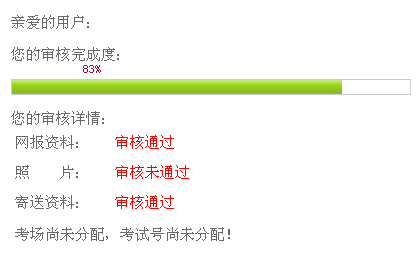 亲爱的用户：
您的审核完成度：
83%
您的审核详情：
网报资料： 审核通过
照　　片： 审核未通过
寄送资料： 审核通过
考场尚未分配，考试号尚未分配！